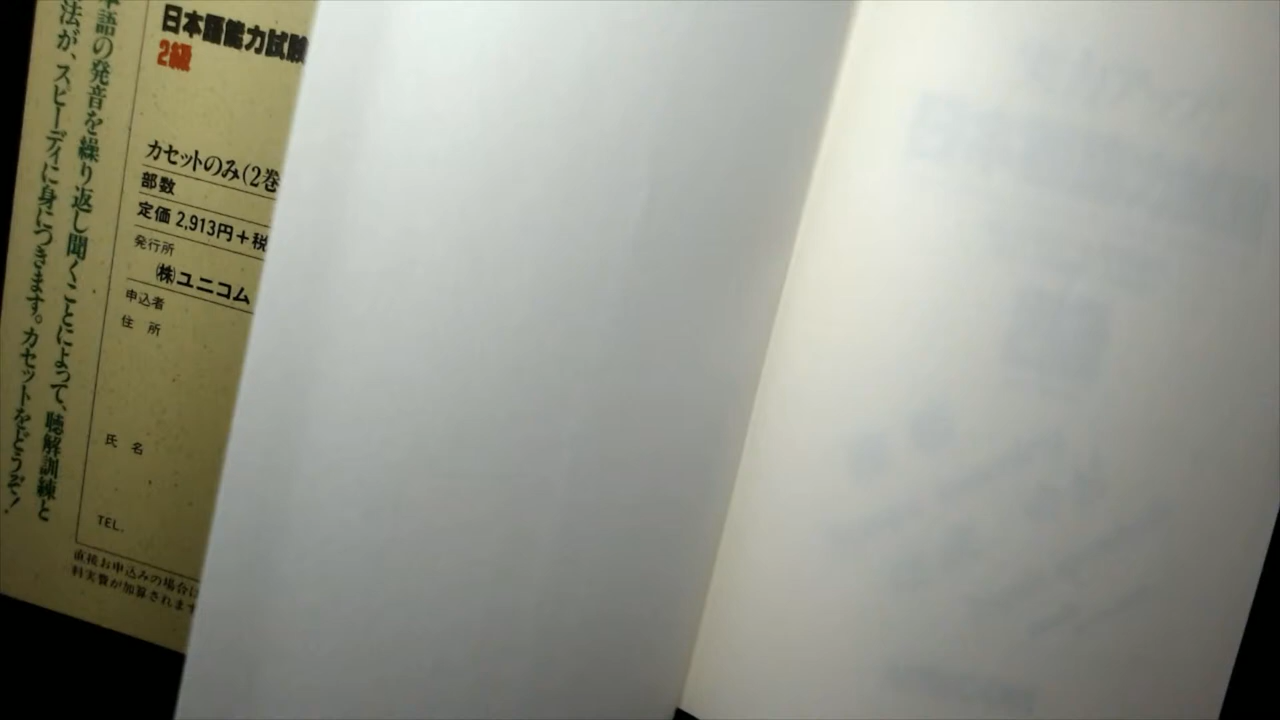 本語の発音を繰り返し聞くことによって、聴解訓練と
法が、スピーディに身につきます。カセットをどうぞ！
日本語能力試験
2級
カセットのみ(2巻
部数
定価 2,913円＋税
発行所
㈱ユニコム
申込者
住 所
氏 名
TEL.
直接お申込みの場合に
料実費が加算されます